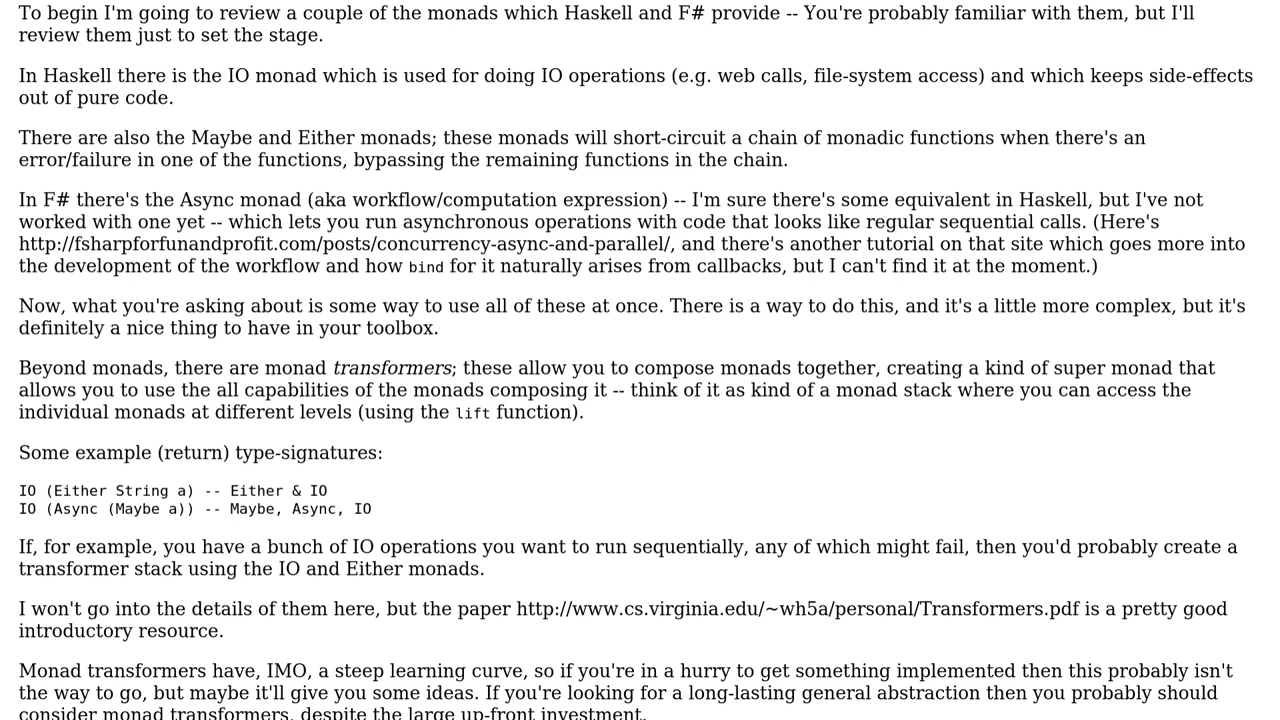 To begin I'm going to review a couple of the monads which Haskell and F# provide -- You're probably familiar with them, but I'll
review them just to set the stage.
In Haskell there is the IO monad which is used for doing IO operations (e.g. web calls, file-system access) and which keeps side-effects
out of pure code.
There are also the Maybe and Either monads; these monads will short-circuit a chain of monadic functions when there's an
error/failure in one of the functions, bypassing the remaining functions in the chain.
In F# there's the Async monad (aka workflow/computation expression) -- I'm sure there's some equivalent in Haskell, but I've not
worked with one yet -- which lets you run asynchronous operations with code that looks like regular sequential calls. (Here's
http://fsharpforfunandprofit.com/posts/concurrency-async-and-parallel/, and there's another tutorial on that site which goes more into
the development of the workflow and how bind for it naturally arises from callbacks, but I can't find it at the moment.)
Now, what you're asking about is some way to use all of these at once. There is a way to do this, and it's a little more complex, but it's
definitely a nice thing to have in your toolbox.
Beyond monads, there are monad transformers; these allow you to compose monads together, creating a kind of super monad that
allows you to use the all capabilities of the monads composing it -- think of it as kind of a monad stack where you can access the
individual monads at different levels (using the lift function).
Some example (return) type-signatures:
IO (Either String a) -- Either & IO
IO (Async (Maybe a)) -- Maybe, Async, IO
If, for example, you have a bunch of IO operations you want to run sequentially, any of which might fail, then you'd probably create a
transformer stack using the IO and Either monads.
I won't go into the details of them here, but the paper http://www.cs.virginia.edu/~wh5a/personal/Transformers.pdf is a pretty good
introductory resource.
Monad transformers have, IMO, a steep learning curve, so if you're in a hurry to get something implemented then this probably isn't
the way to go, but maybe it'll give you some ideas. If you're looking for a long-lasting general abstraction then you probably should
consider monad transformers, despite the large up-front investment.